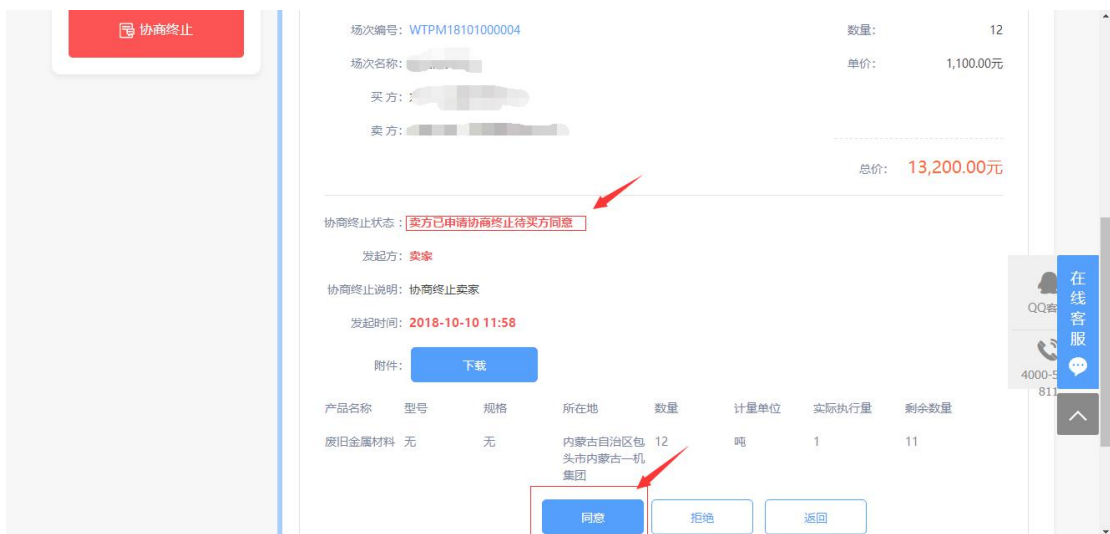 协商终止
场次编号: WTPM18101000004
数量: 12
场次名称:
单价: 1,100.00元
买 方:
卖 方:
总价: 13,200.00元
协商终止状态 : 卖方已申请协商终止待买方同意
发起方: 卖家
协商终止说明: 协商终止卖家
发起时间: 2018-10-10 11:58
附件: 下载
产品名称 型号 规格 所在地 数量 计量单位 实际执行量 剩余数量
废旧金属材料 无 无 内蒙古自治区包 12 吨 1 11
头市内蒙古一机
集团
同意 拒绝 返回
QQ客
4000-5
811
在线客服